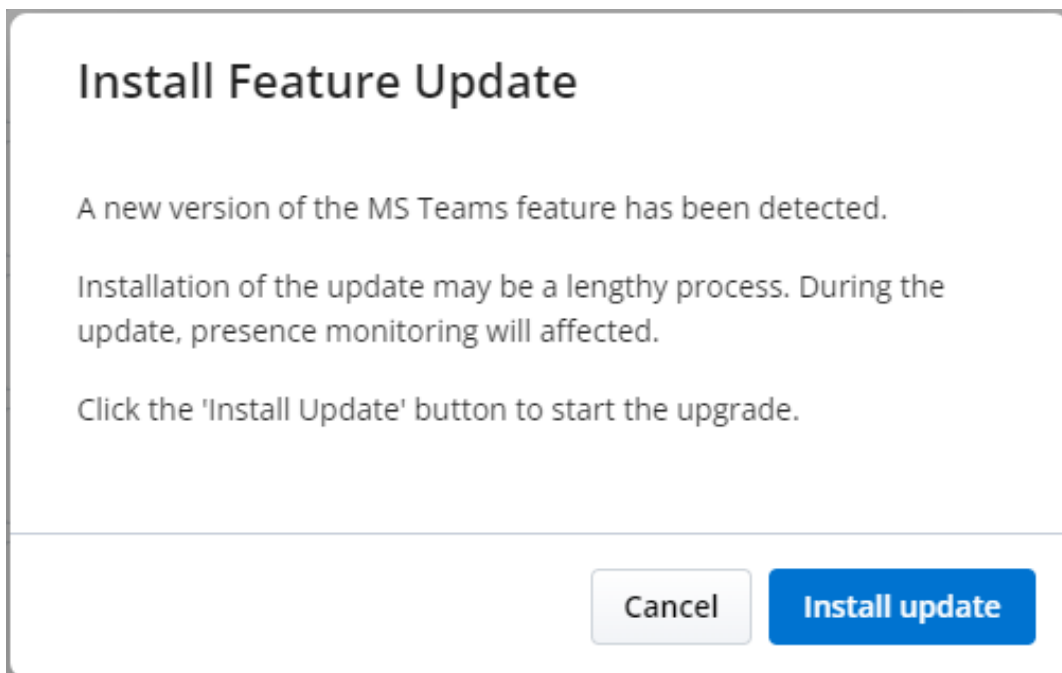 Install Feature Update
A new version of the MS Teams feature has been detected.
Installation of the update may be a lengthy process. During the
update, presence monitoring will affected.
Click the 'Install Update' button to start the upgrade.
Cancel
Install update